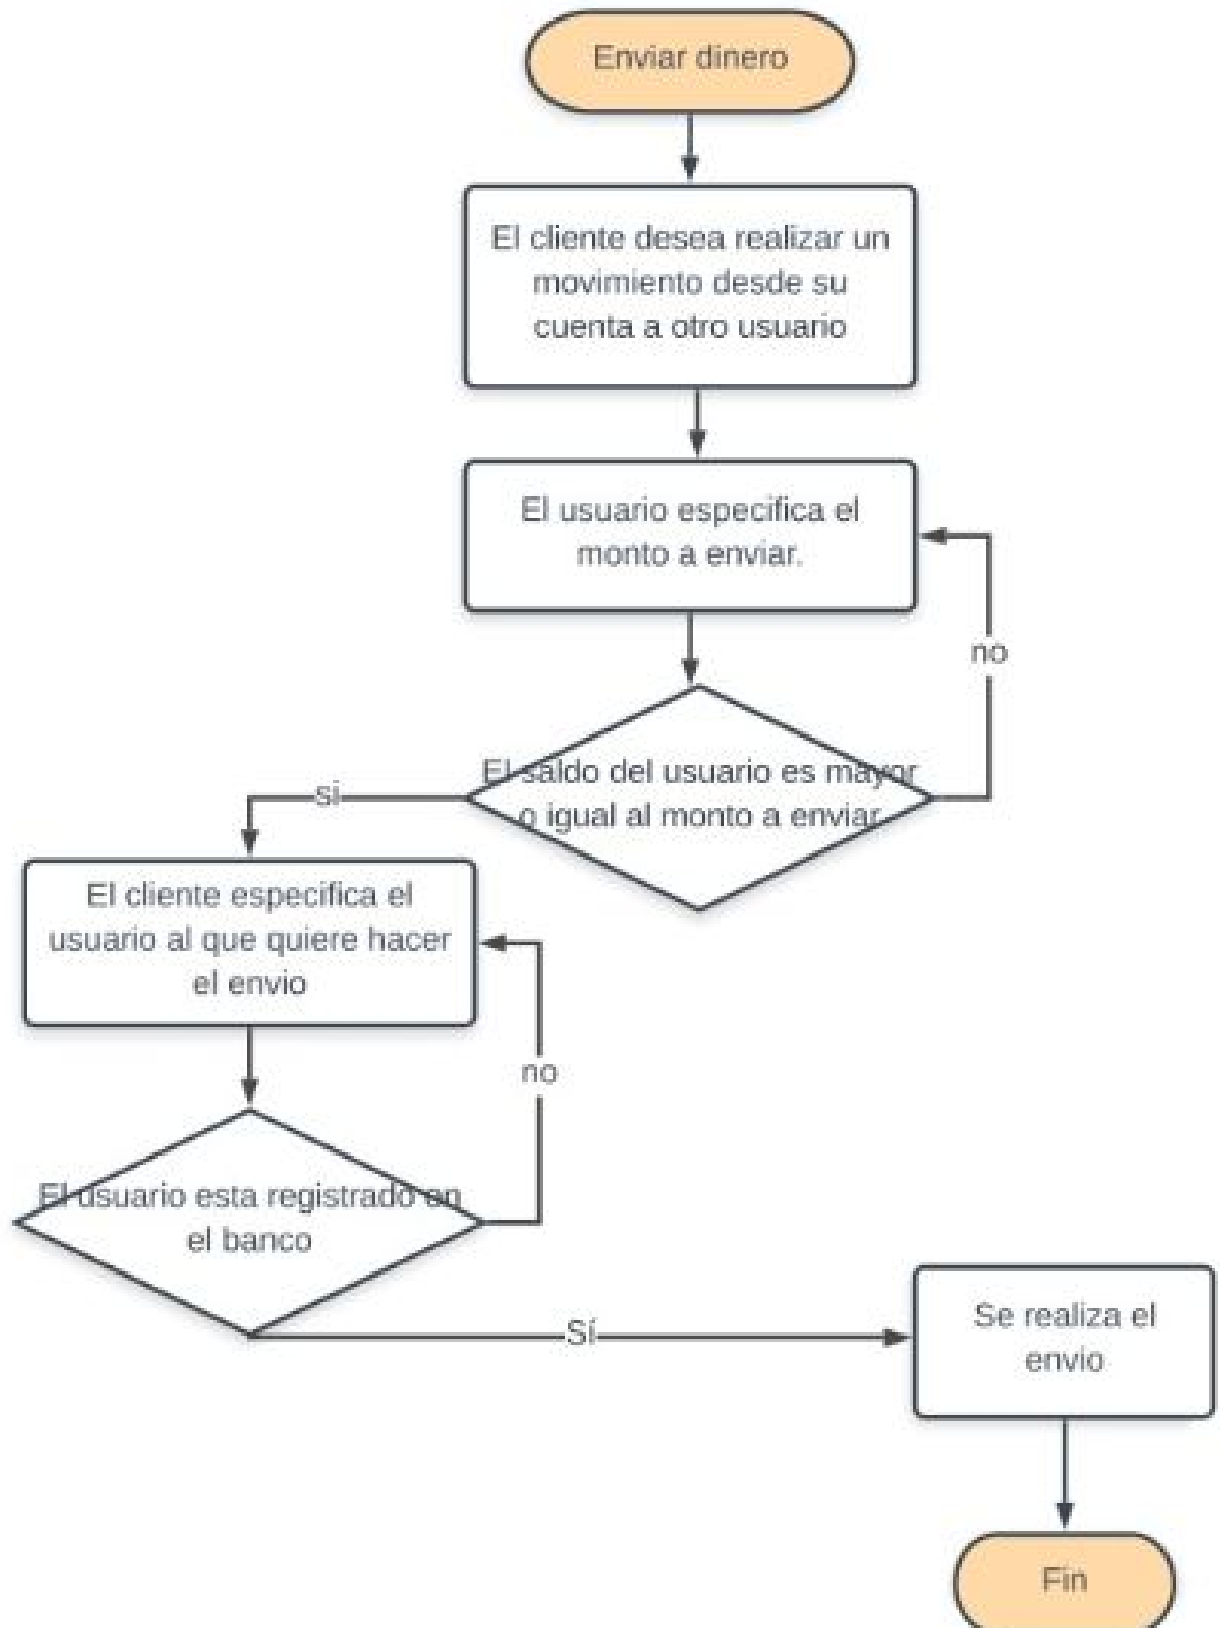 Enviar dinero
El cliente desea realizar un
movimiento desde su
cuenta a otro usuario
El usuario especifica el
monto a enviar.
no
El saldo del usuario es mayor
o igual al monto a enviar
si
El cliente especifica el
usuario al que quiere hacer
el envio
no
El usuario esta registrado en
el banco
Sí
Se realiza el
envio
Fin